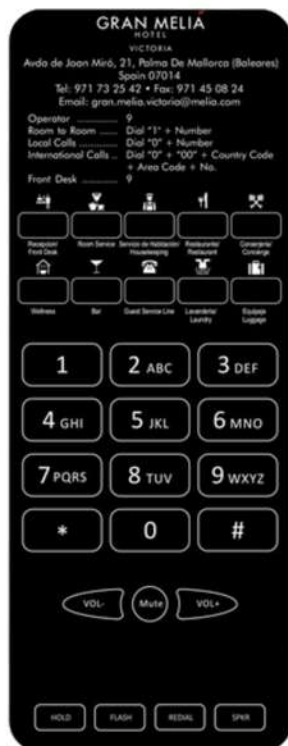 GRAN MELIÁ
HOTEL
VICTORIA
Avda de Joan Miró, 21, Palma De Mallorca (Baleares)
Spain 07014
Tel: 971 73 25 42 • Fax: 971 45 08 24
Email: gran.melia.victoria@melia.com
Operator ............ 9
Room to Room ...... Dial "1" + Number
Local Calls ............ Dial "0" + Number
International Calls .. Dial "0" + "00" + Country Code
+ Area Code + No.
Front Desk ............ 9
Recepcion/ Room Service Servicio de Habitación/ Restaurante/ Conserjería/
Front Desk Housekeeping Restaurant Concierge
Wellness Bar Guest Service Line Lavandería/ Equipaje
Laundry Luggage
1 2 ABC 3 DEF
4 GHI 5 JKL 6 MNO
7 PQRS 8 TUV 9 WXYZ
* 0 #
VOL- Mute VOL+
HOLD FLASH REDIAL SPKR